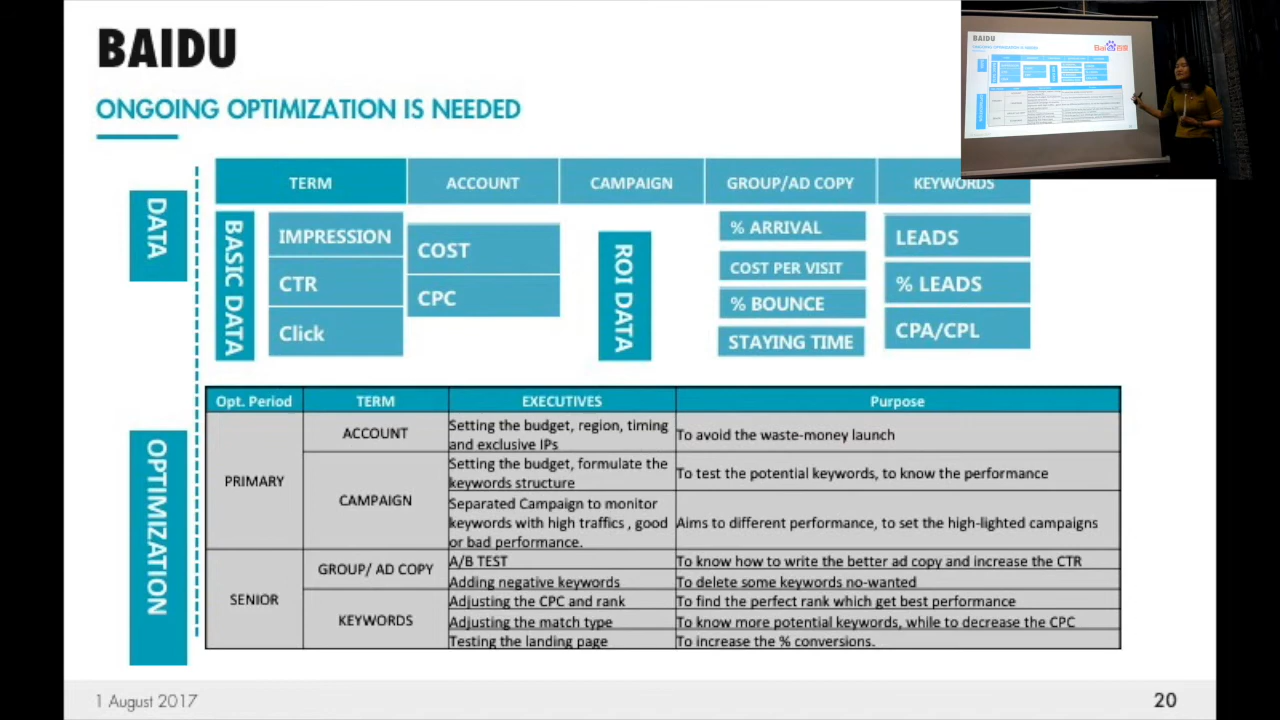 BAIDU
ONGOING OPTIMIZATION IS NEEDED
BAIDU
Bai百度
DATA
TERM
ACCOUNT
CAMPAIGN
GROUP/AD COPY
KEYWORDS
BASIC DATA
IMPRESSION
CTR
Click
COST
CPC
ROI DATA
% ARRIVAL
COST PER VISIT
% BOUNCE
STAYING TIME
LEADS
% LEADS
CPA/CPL
OPTIMIZATION
Opt. Period
TERM
EXECUTIVES
Purpose
PRIMARY
ACCOUNT
Setting the budget, region, timing
and exclusive IPs
To avoid the waste-money launch
CAMPAIGN
Setting the budget, formulate the
keywords structure
To test the potential keywords, to know the performance
Separated Campaign to monitor
keywords with high traffics , good
or bad performance.
Aims to different performance, to set the high-lighted campaigns
SENIOR
GROUP/ AD COPY
A/B TEST
To know how to write the better ad copy and increase the CTR
Adding negative keywords
To delete some keywords no-wanted
KEYWORDS
Adjusting the CPC and rank
To find the perfect rank which get best performance
Adjusting the match type
To know more potential keywords, while to decrease the CPC
Testing the landing page
To increase the % conversions.
1 August 2017
20